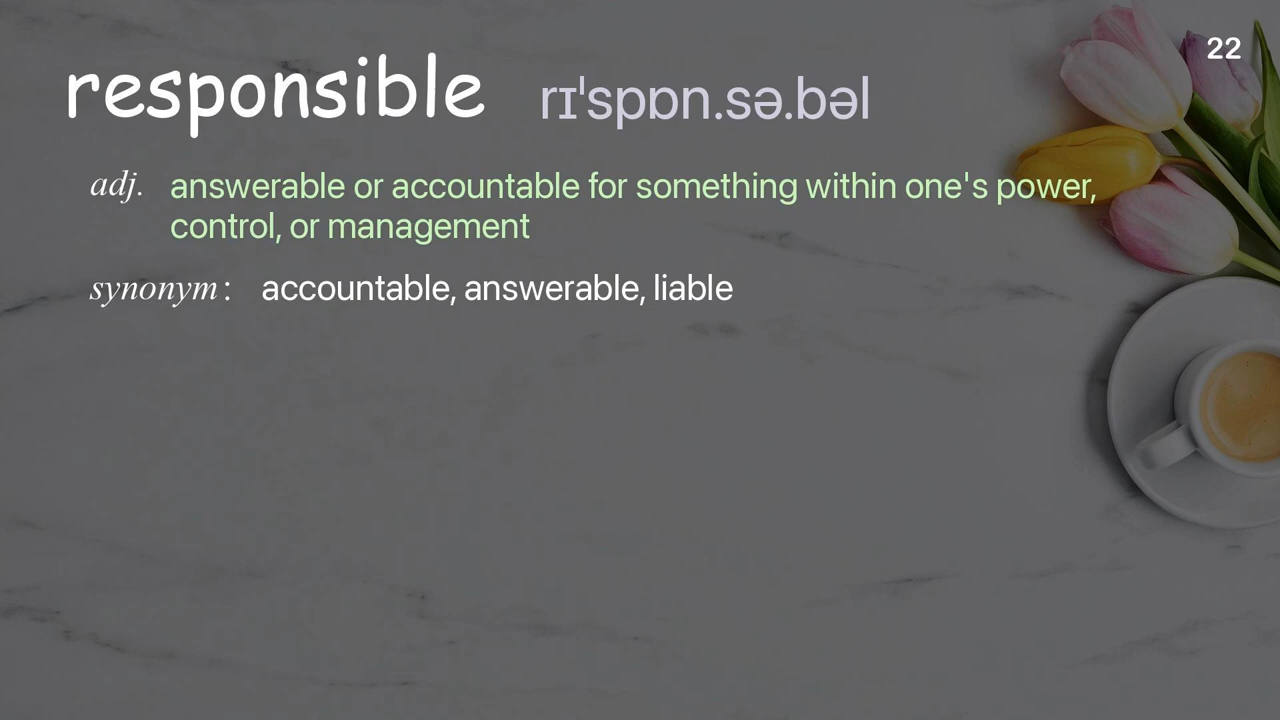 22
responsible rɪˈspɒn.sə.bəl
adj. answerable or accountable for something within one's power,
control, or management
synonym : accountable, answerable, liable